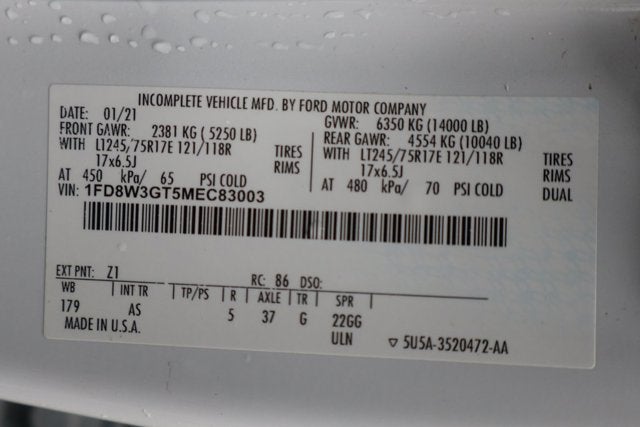 INCOMPLETE VEHICLE MFD. BY FORD MOTOR COMPANY
DATE: 01/21 GVWR: 6350 KG (14000 LB)
FRONT GAWR: 2381 KG ( 5250 LB) REAR GAWR: 4554 KG (10040 LB)
WITH LT245/75R17E 121/118R TIRES WITH LT245/75R17E 121/118R TIRES
17x6.5J RIMS 17x6.5J RIMS
AT 450 kPa/ 65 PSI COLD AT 480 kPa/ 70 PSI COLD DUAL
VIN: 1FD8W3GT5MEC83003
EXT PNT: Z1 RC: 86 DSO:
WB INT TR TP/PS R AXLE TR SPR
179 AS 5 37 G 22GG
MADE IN U.S.A. ULN ▽ 5U5A-3520472-AA